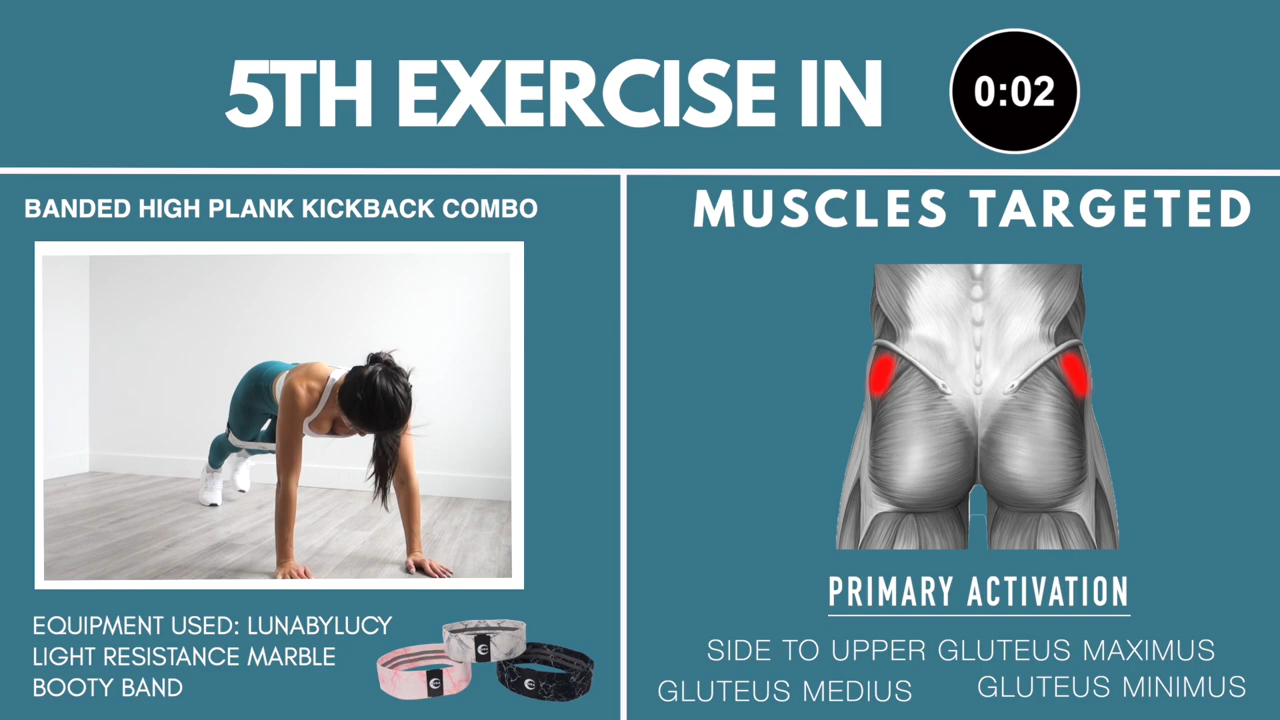 5TH EXERCISE IN
0:02
BANDED HIGH PLANK KICKBACK COMBO
EQUIPMENT USED: LUNABYLUCY
LIGHT RESISTANCE MARBLE
BOOTY BAND
MUSCLES TARGETED
PRIMARY ACTIVATION
SIDE TO UPPER GLUTEUS MAXIMUS
GLUTEUS MEDIUS
GLUTEUS MINIMUS